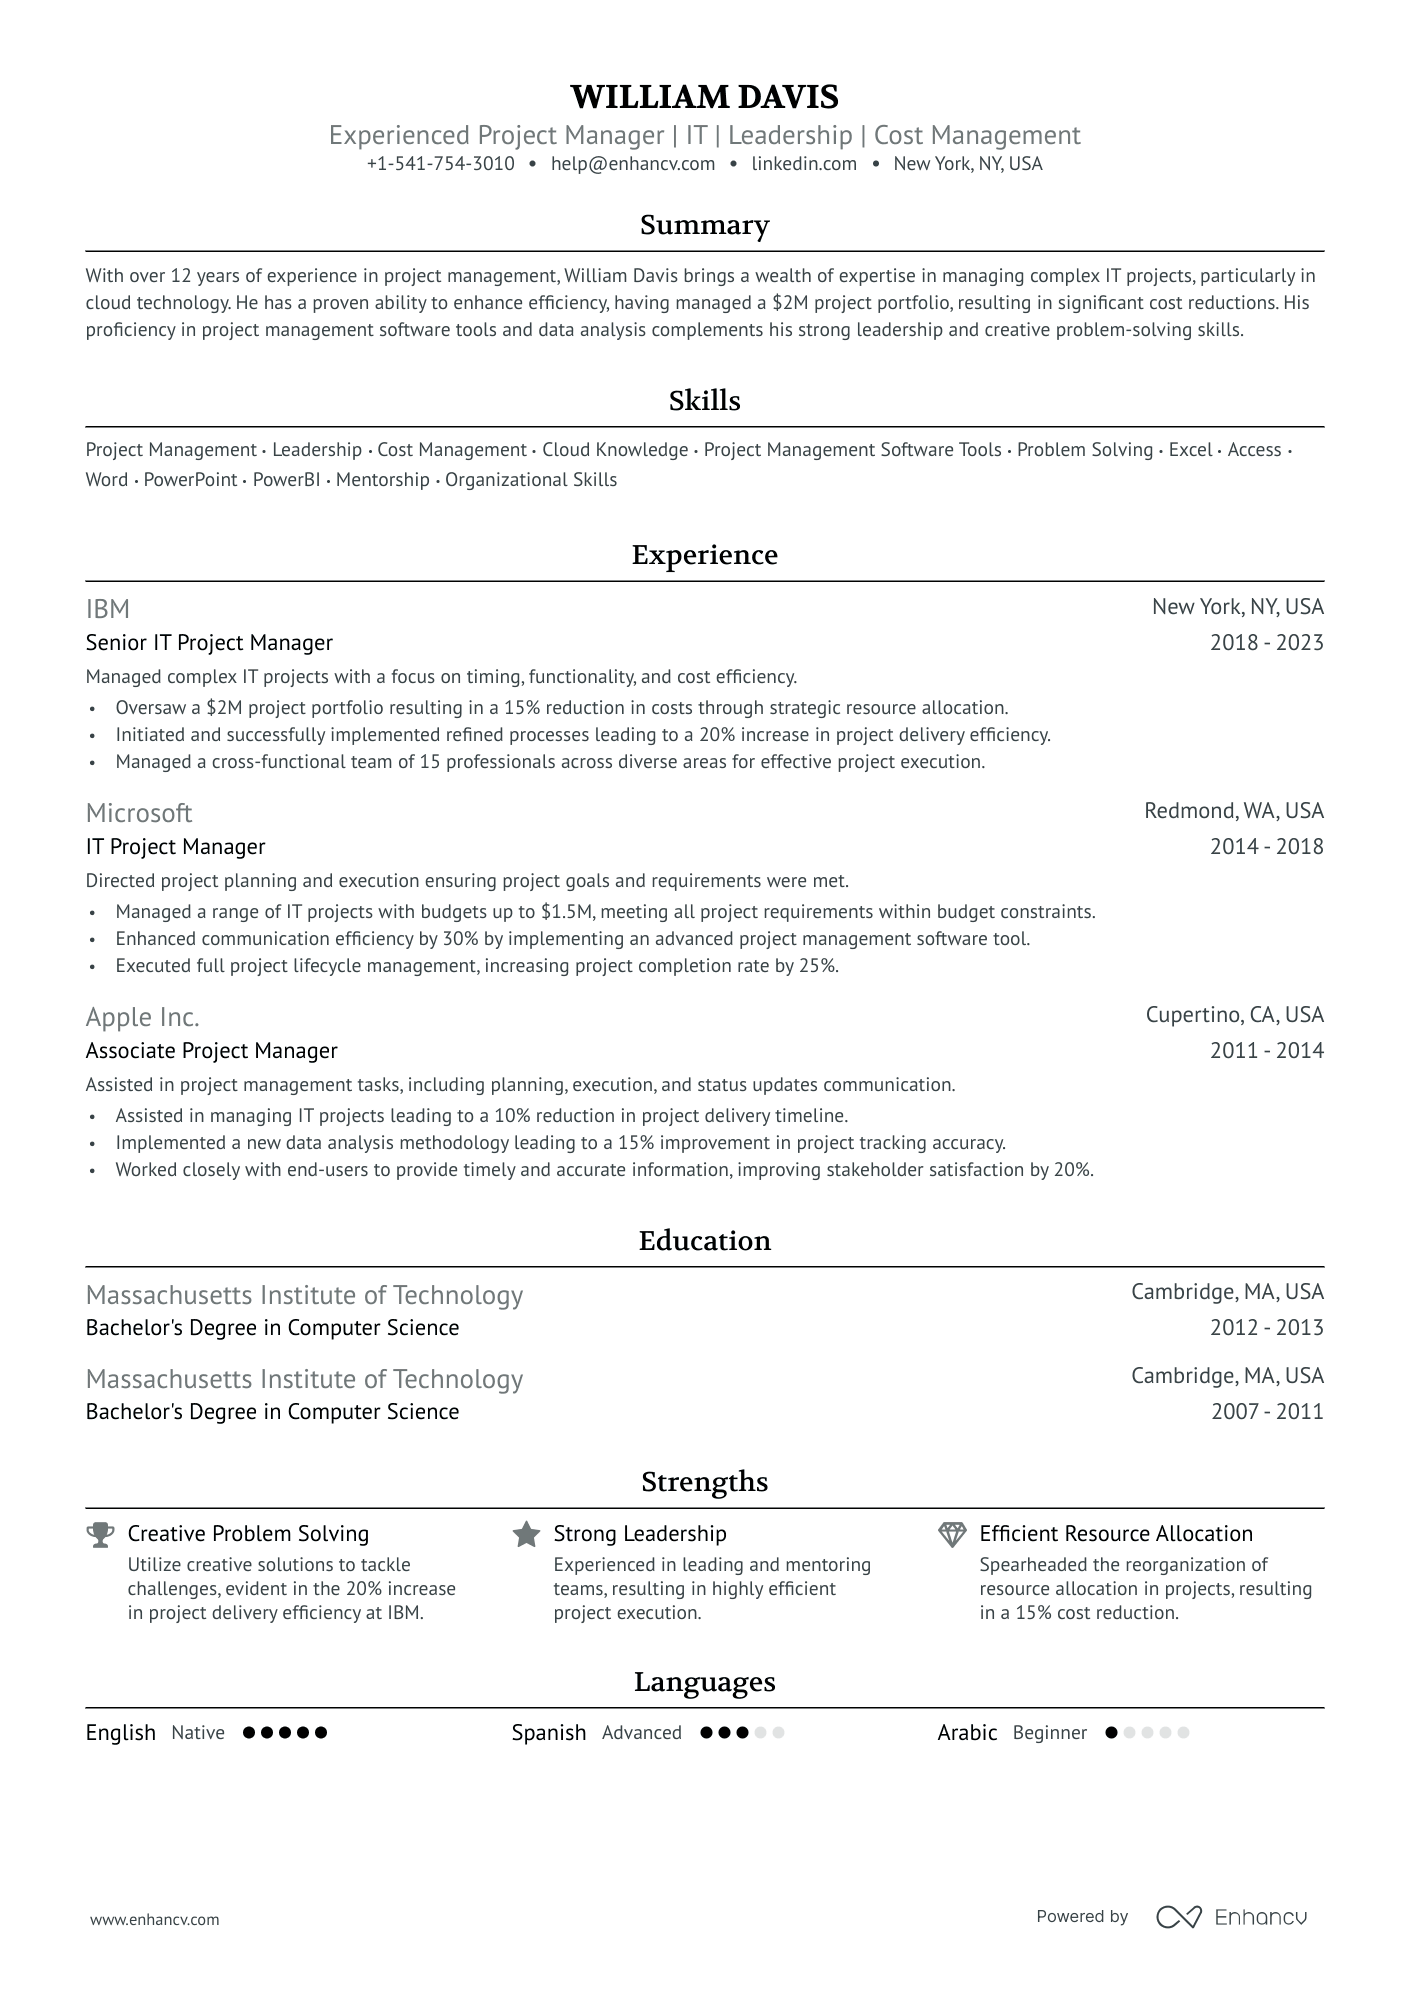 WILLIAM DAVIS
Experienced Project Manager | IT | Leadership | Cost Management
+1-541-754-3010 • help@enhancv.com • linkedin.com • New York, NY, USA
Summary
With over 12 years of experience in project management, William Davis brings a wealth of expertise in managing complex IT projects, particularly in
cloud technology. He has a proven ability to enhance efficiency, having managed a $2M project portfolio, resulting in significant cost reductions. His
proficiency in project management software tools and data analysis complements his strong leadership and creative problem-solving skills.
Skills
Project Management · Leadership · Cost Management · Cloud Knowledge · Project Management Software Tools · Problem Solving · Excel · Access ·
Word · PowerPoint · PowerBI · Mentorship · Organizational Skills
Experience
IBM New York, NY, USA
Senior IT Project Manager 2018 - 2023
Managed complex IT projects with a focus on timing, functionality, and cost efficiency.
• Oversaw a $2M project portfolio resulting in a 15% reduction in costs through strategic resource allocation.
• Initiated and successfully implemented refined processes leading to a 20% increase in project delivery efficiency.
• Managed a cross-functional team of 15 professionals across diverse areas for effective project execution.
Microsoft Redmond, WA, USA
IT Project Manager 2014 - 2018
Directed project planning and execution ensuring project goals and requirements were met.
• Managed a range of IT projects with budgets up to $1.5M, meeting all project requirements within budget constraints.
• Enhanced communication efficiency by 30% by implementing an advanced project management software tool.
• Executed full project lifecycle management, increasing project completion rate by 25%.
Apple Inc. Cupertino, CA, USA
Associate Project Manager 2011 - 2014
Assisted in project management tasks, including planning, execution, and status updates communication.
• Assisted in managing IT projects leading to a 10% reduction in project delivery timeline.
• Implemented a new data analysis methodology leading to a 15% improvement in project tracking accuracy.
• Worked closely with end-users to provide timely and accurate information, improving stakeholder satisfaction by 20%.
Education
Massachusetts Institute of Technology Cambridge, MA, USA
Bachelor's Degree in Computer Science 2012 - 2013
Massachusetts Institute of Technology Cambridge, MA, USA
Bachelor's Degree in Computer Science 2007 - 2011
Strengths
Creative Problem Solving
Utilize creative solutions to tackle
challenges, evident in the 20% increase
in project delivery efficiency at IBM.
Strong Leadership
Experienced in leading and mentoring
teams, resulting in highly efficient
project execution.
Efficient Resource Allocation
Spearheaded the reorganization of
resource allocation in projects, resulting
in a 15% cost reduction.
Languages
English Native Spanish Advanced Arabic Beginner
www.enhancv.com Powered by Enhancv